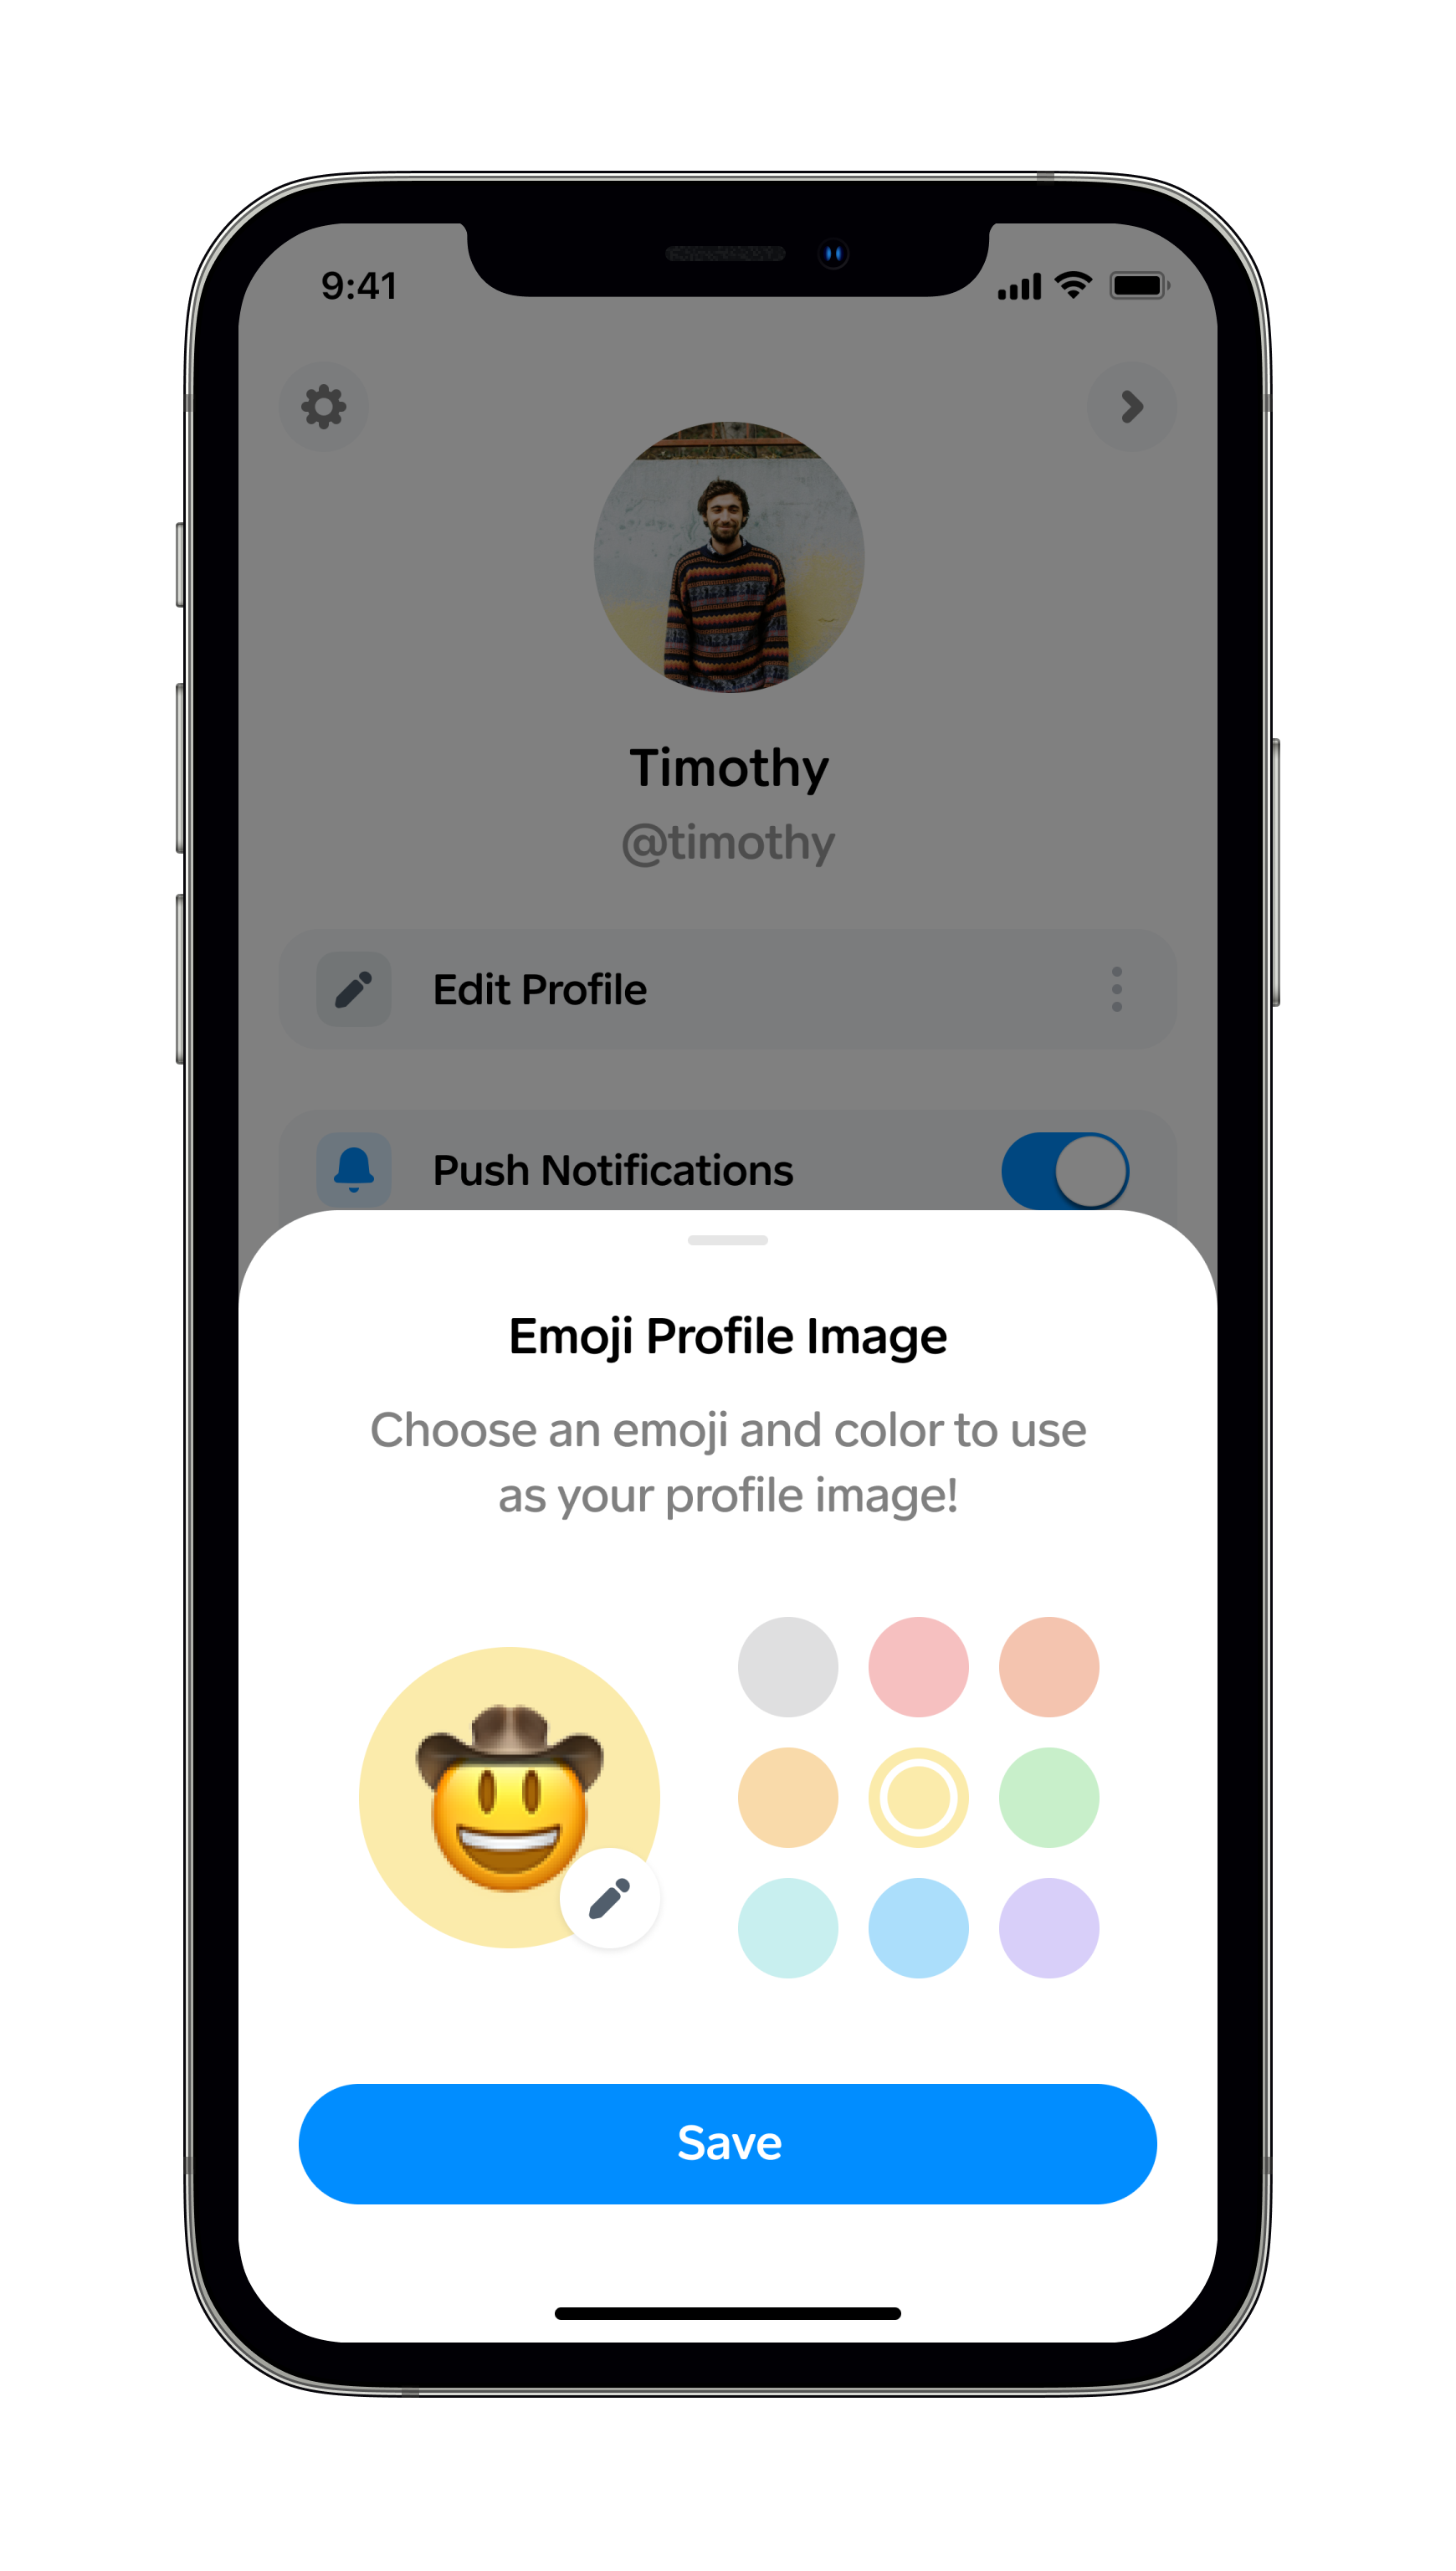 9:41
Timothy
@timothy
Edit Profile
Push Notifications
Emoji Profile Image
Choose an emoji and color to use
as your profile image!
Save